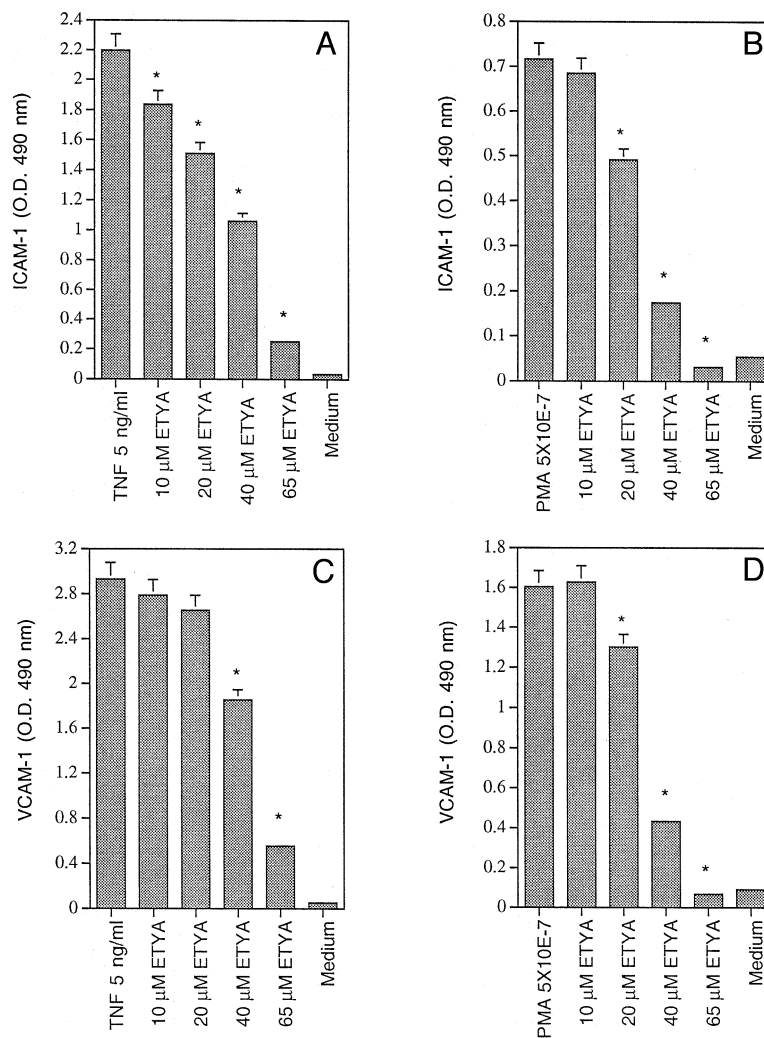 A
ICAM-1 (O.D. 490 nm)
2.4
2.2
2
1.8
1.6
1.4
1.2
1
0.8
0.6
0.4
0.2
0
*
*
*
*
TNF 5 ng/ml
10 µM ETYA
20 µM ETYA
40 µM ETYA
65 µM ETYA
Medium
B
ICAM-1 (O.D. 490 nm)
0.8
0.7
0.6
0.5
0.4
0.3
0.2
0.1
0
*
*
*
PMA 5X10E-7
10 µM ETYA
20 µM ETYA
40 µM ETYA
65 µM ETYA
Medium
C
VCAM-1 (O.D. 490 nm)
3.2
2.8
2.4
2
1.6
1.2
0.8
0.4
0
*
*
TNF 5 ng/ml
10 µM ETYA
20 µM ETYA
40 µM ETYA
65 µM ETYA
Medium
D
VCAM-1 (O.D. 490 nm)
1.8
1.6
1.4
1.2
1
0.8
0.6
0.4
0.2
0
*
*
*
PMA 5X10E-7
10 µM ETYA
20 µM ETYA
40 µM ETYA
65 µM ETYA
Medium